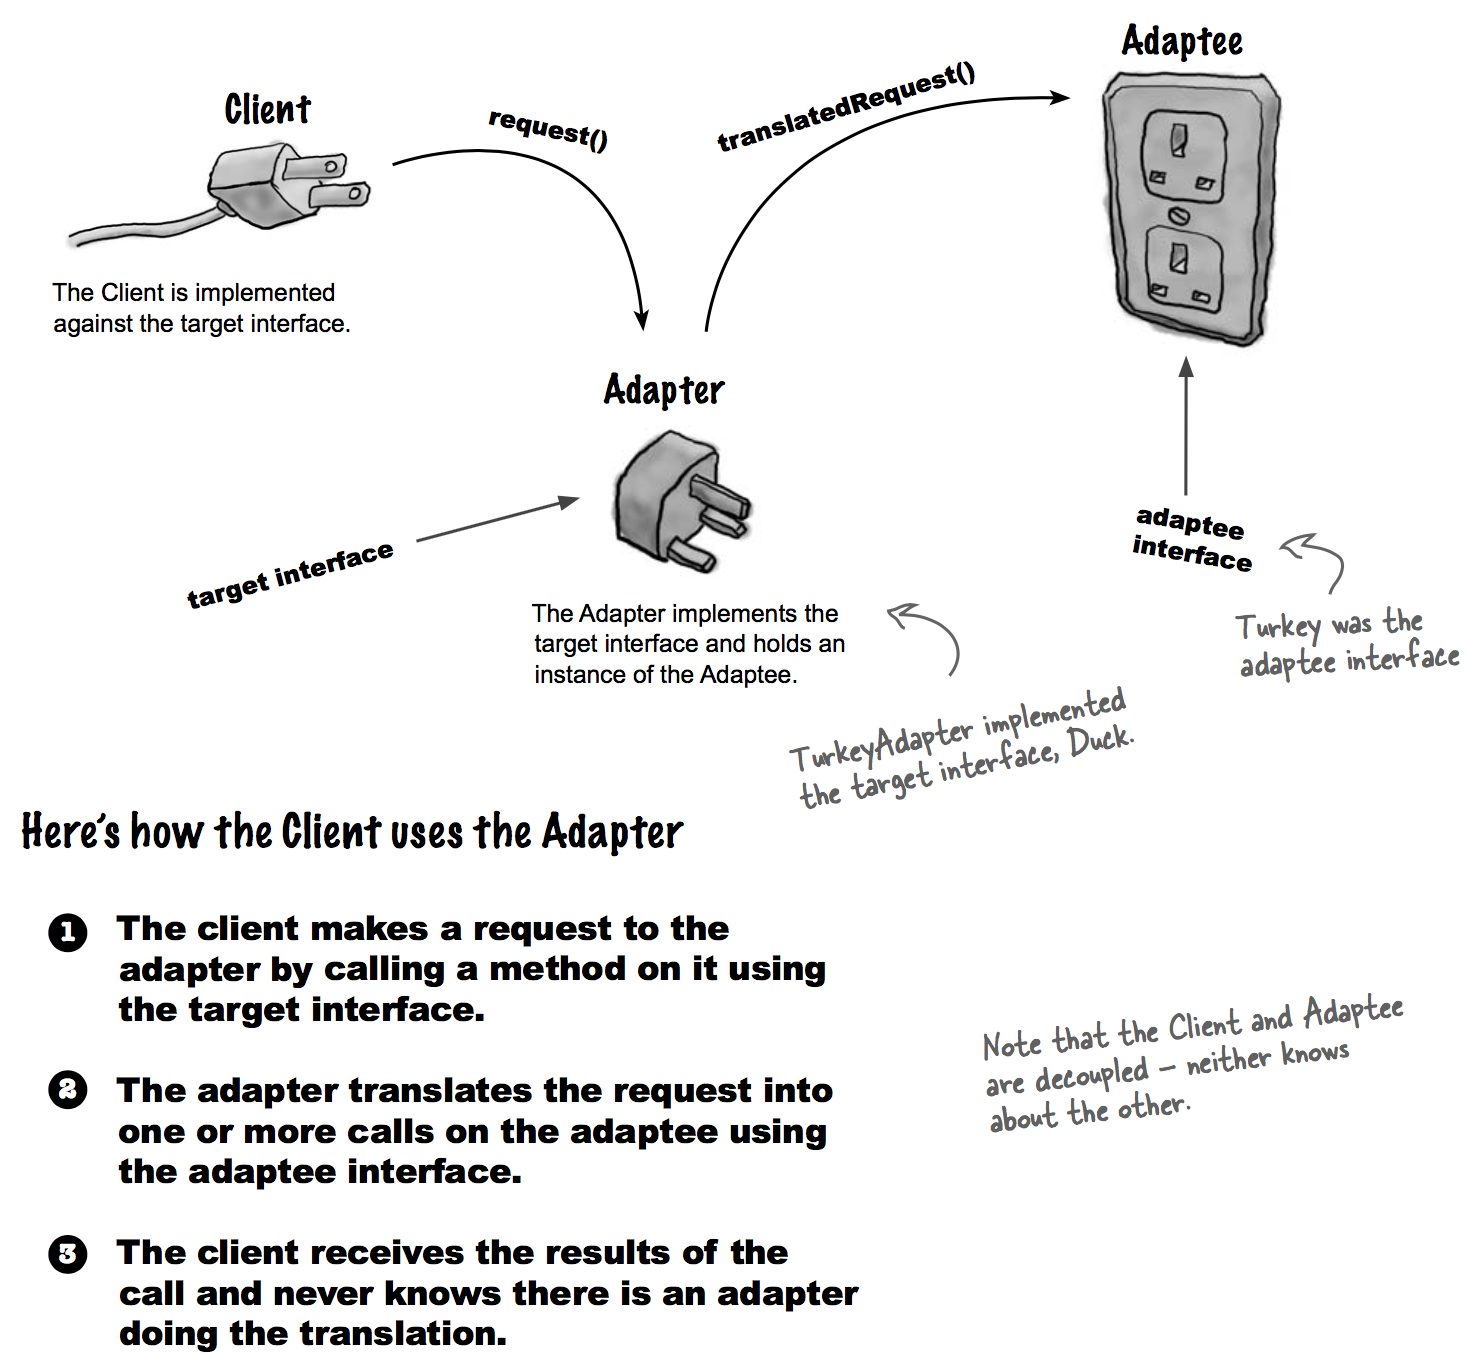 Adaptee
Client
request()
translatedRequest()
The Client is implemented
against the target interface.
Adapter
target interface
adaptee
interface
The Adapter implements the
target interface and holds an
instance of the Adaptee.
Turkey was the
adaptee interface
TurkeyAdapter implemented
the target interface, Duck.
Here's how the Client uses the Adapter
1 The client makes a request to the
adapter by calling a method on it using
the target interface.
2 The adapter translates the request into
one or more calls on the adaptee using
the adaptee interface.
Note that the Client and Adaptee
are decoupled – neither knows
about the other.
3 The client receives the results of the
call and never knows there is an adapter
doing the translation.